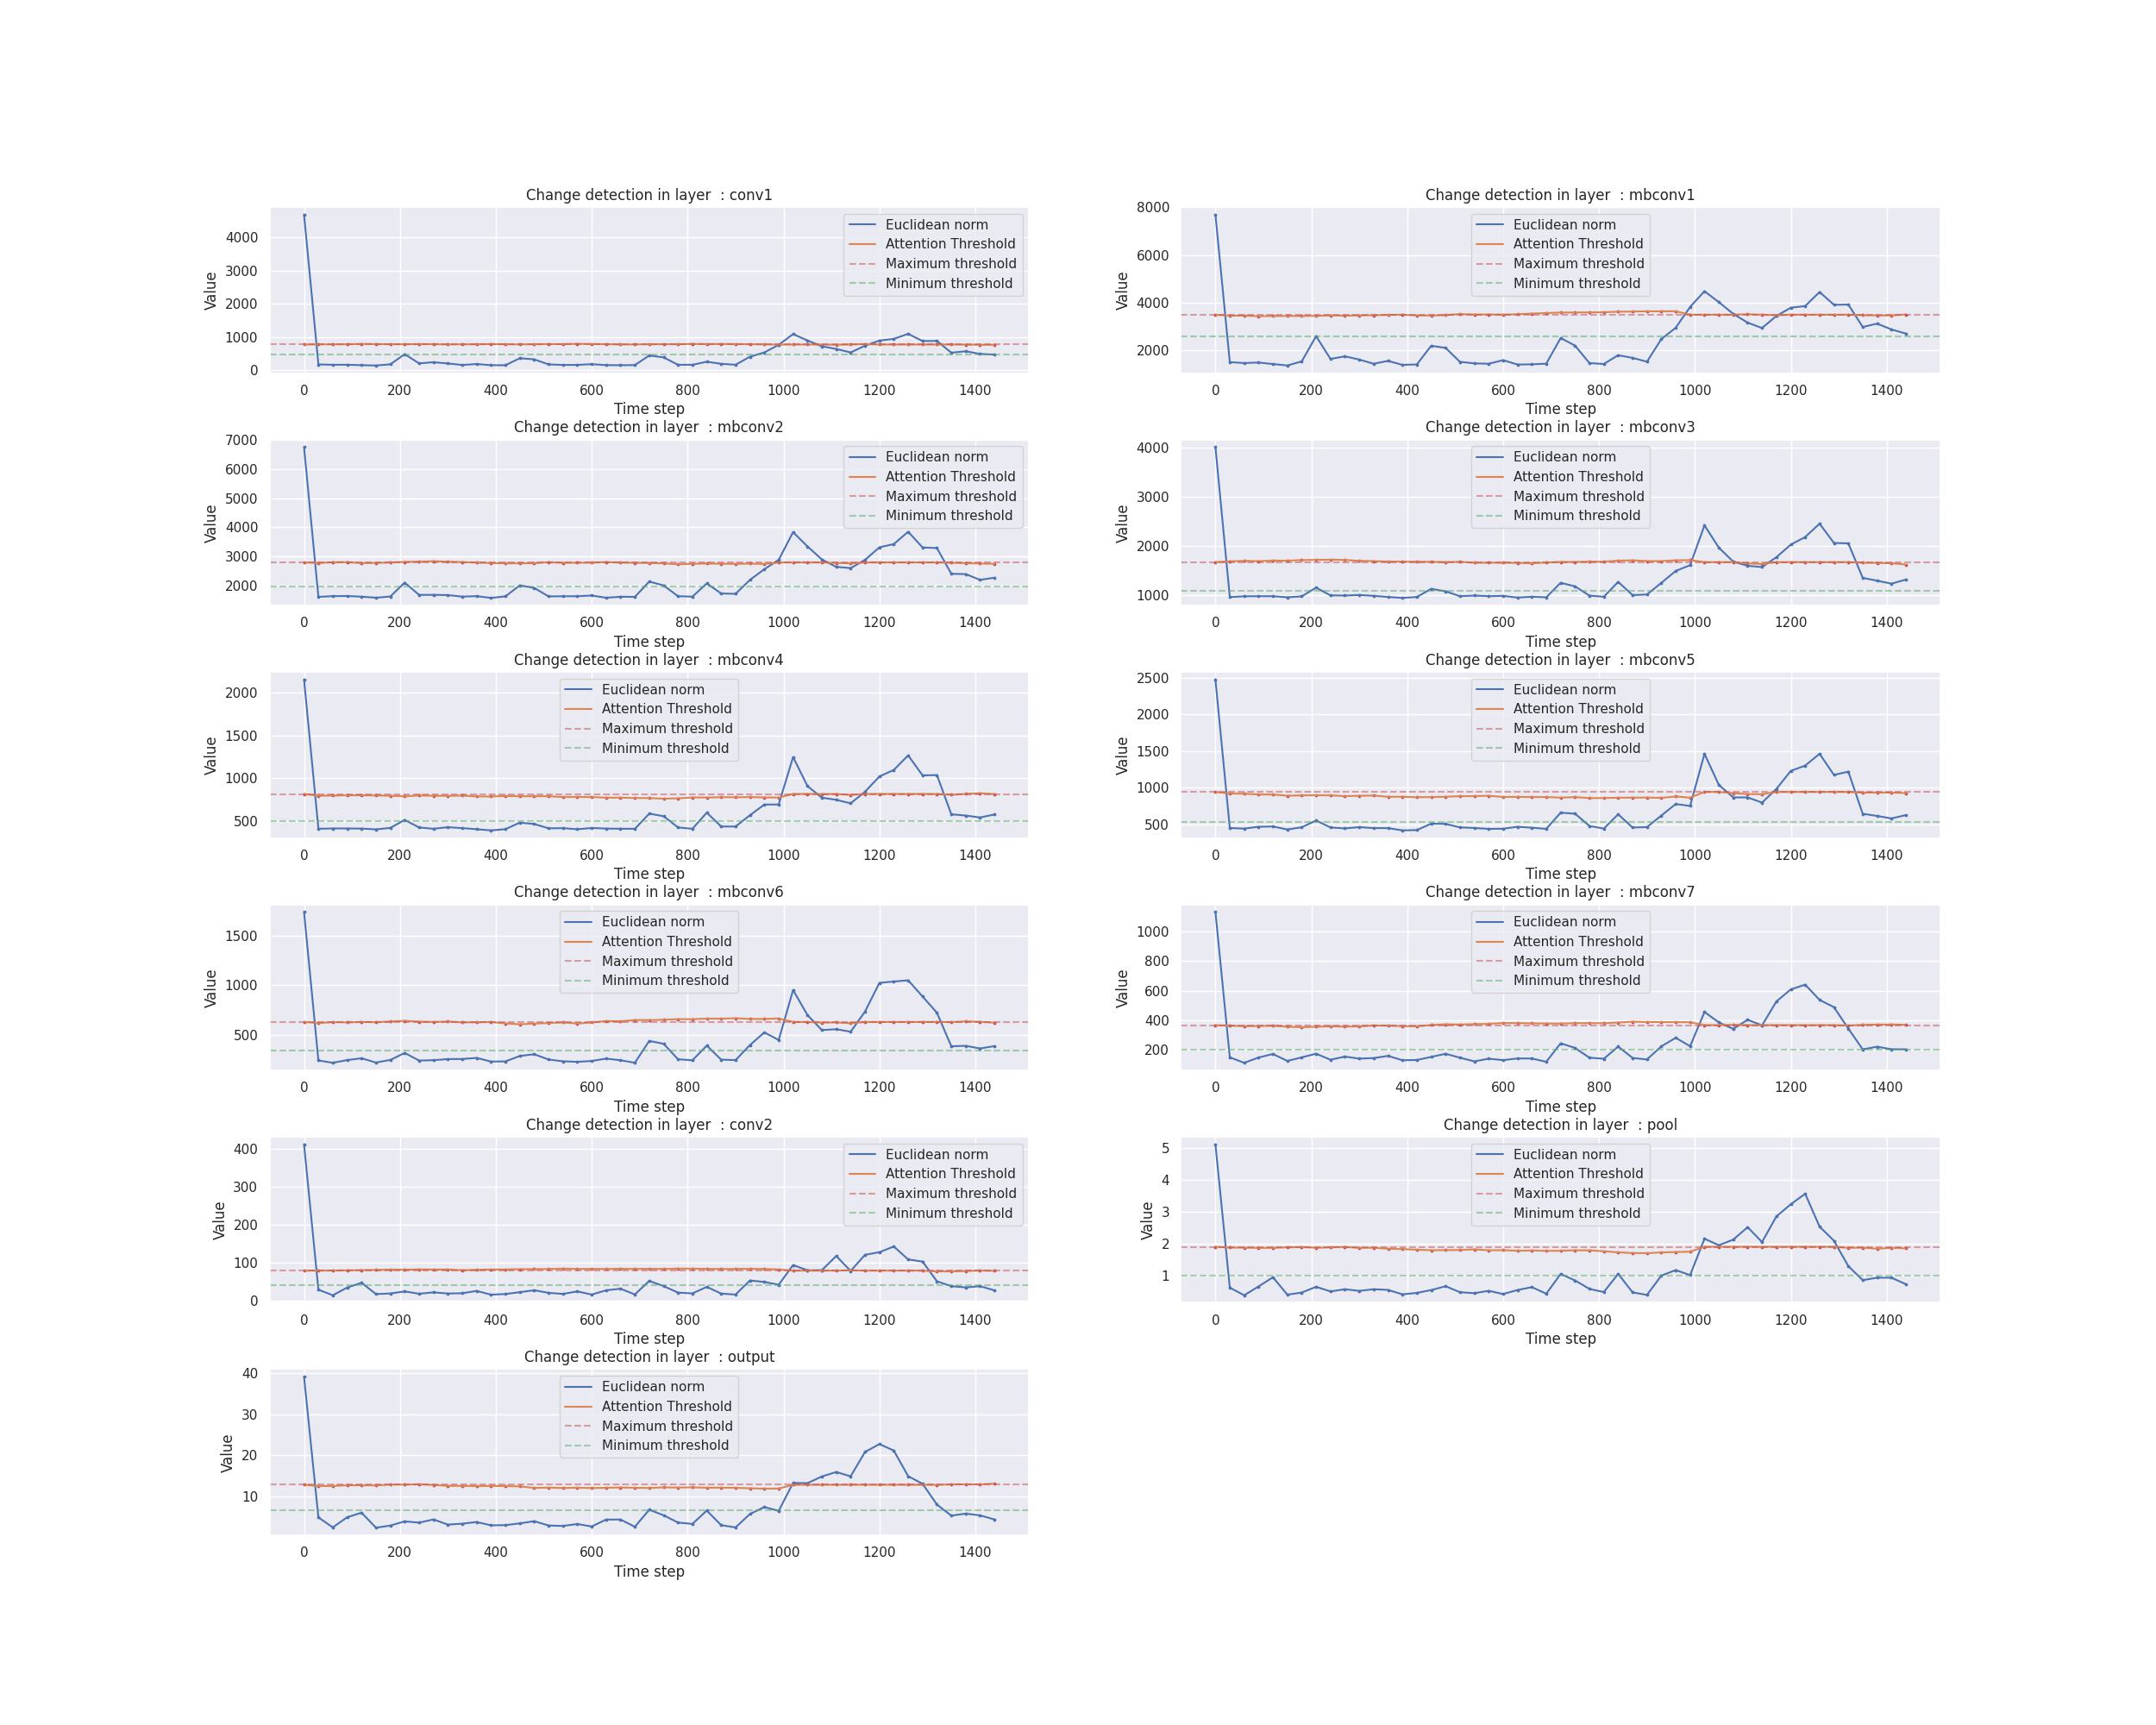 Change detection in layer  : conv1
Value
4000
3000
2000
1000
0
Euclidean norm
Attention Threshold
Maximum threshold
Minimum threshold
0 200 400 600 800 1000 1200 1400
Time step
Change detection in layer  : mbconv1
Value
8000
6000
4000
2000
Euclidean norm
Attention Threshold
Maximum threshold
Minimum threshold
0 200 400 600 800 1000 1200 1400
Time step
Change detection in layer  : mbconv2
Value
7000
6000
5000
4000
3000
2000
Euclidean norm
Attention Threshold
Maximum threshold
Minimum threshold
0 200 400 600 800 1000 1200 1400
Time step
Change detection in layer  : mbconv3
Value
4000
3000
2000
1000
Euclidean norm
Attention Threshold
Maximum threshold
Minimum threshold
0 200 400 600 800 1000 1200 1400
Time step
Change detection in layer  : mbconv4
Value
2000
1500
1000
500
Euclidean norm
Attention Threshold
Maximum threshold
Minimum threshold
0 200 400 600 800 1000 1200 1400
Time step
Change detection in layer  : mbconv5
Value
2500
2000
1500
1000
500
Euclidean norm
Attention Threshold
Maximum threshold
Minimum threshold
0 200 400 600 800 1000 1200 1400
Time step
Change detection in layer  : mbconv6
Value
1500
1000
500
Euclidean norm
Attention Threshold
Maximum threshold
Minimum threshold
0 200 400 600 800 1000 1200 1400
Time step
Change detection in layer  : mbconv7
Value
1000
800
600
400
200
Euclidean norm
Attention Threshold
Maximum threshold
Minimum threshold
0 200 400 600 800 1000 1200 1400
Time step
Change detection in layer  : conv2
Value
400
300
200
100
0
Euclidean norm
Attention Threshold
Maximum threshold
Minimum threshold
0 200 400 600 800 1000 1200 1400
Time step
Change detection in layer  : pool
Value
5
4
3
2
1
Euclidean norm
Attention Threshold
Maximum threshold
Minimum threshold
0 200 400 600 800 1000 1200 1400
Time step
Change detection in layer  : output
Value
40
30
20
10
Euclidean norm
Attention Threshold
Maximum threshold
Minimum threshold
0 200 400 600 800 1000 1200 1400
Time step